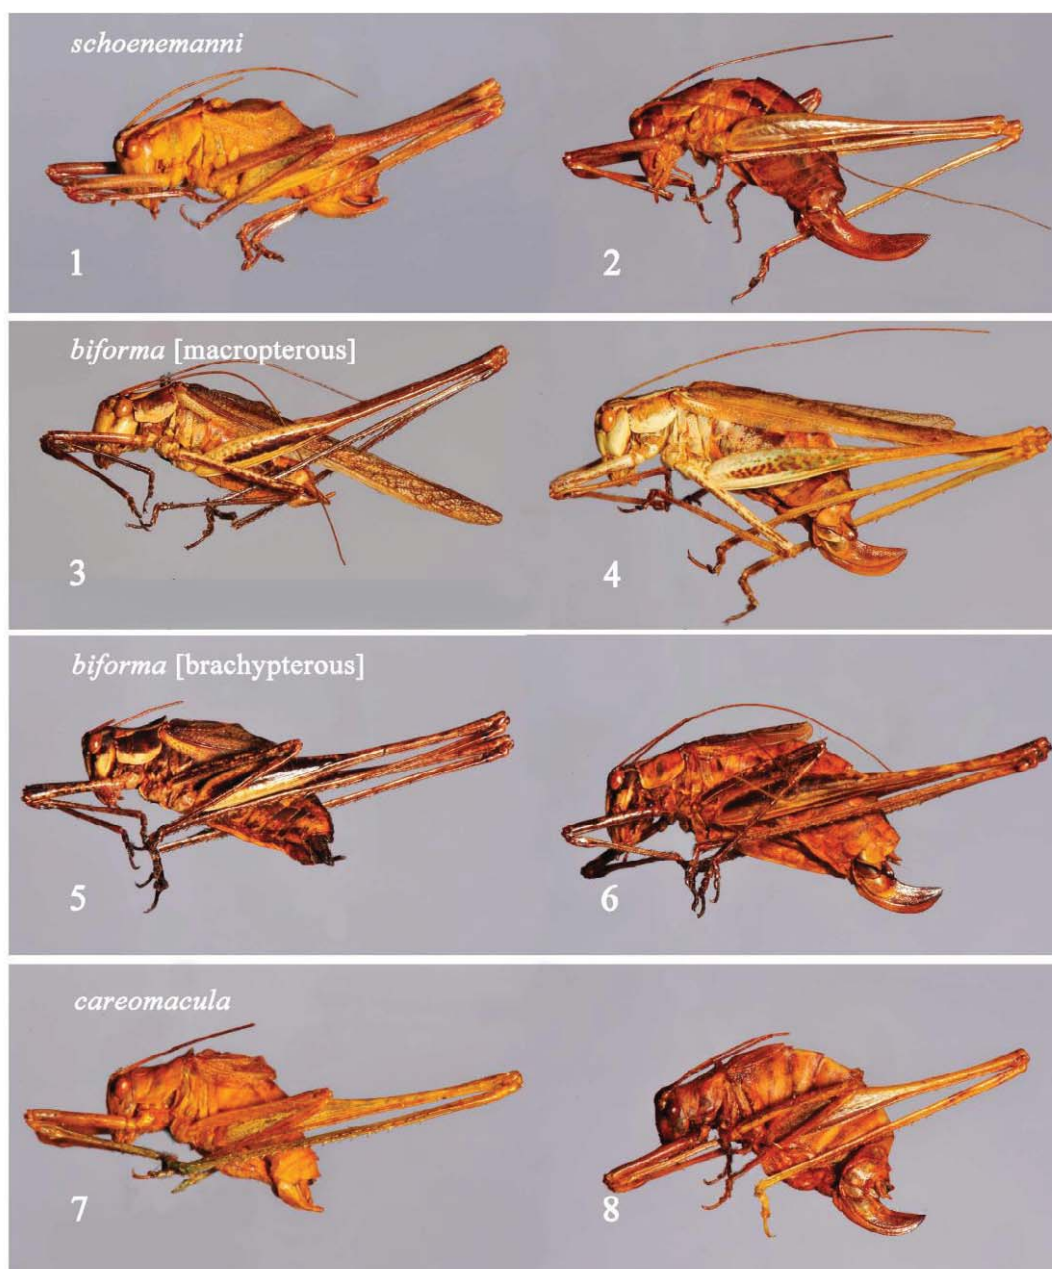 schoenemanni
1
2
biforma [macropterous]
3
4
biforma [brachypterous]
5
6
careomacula
7
8